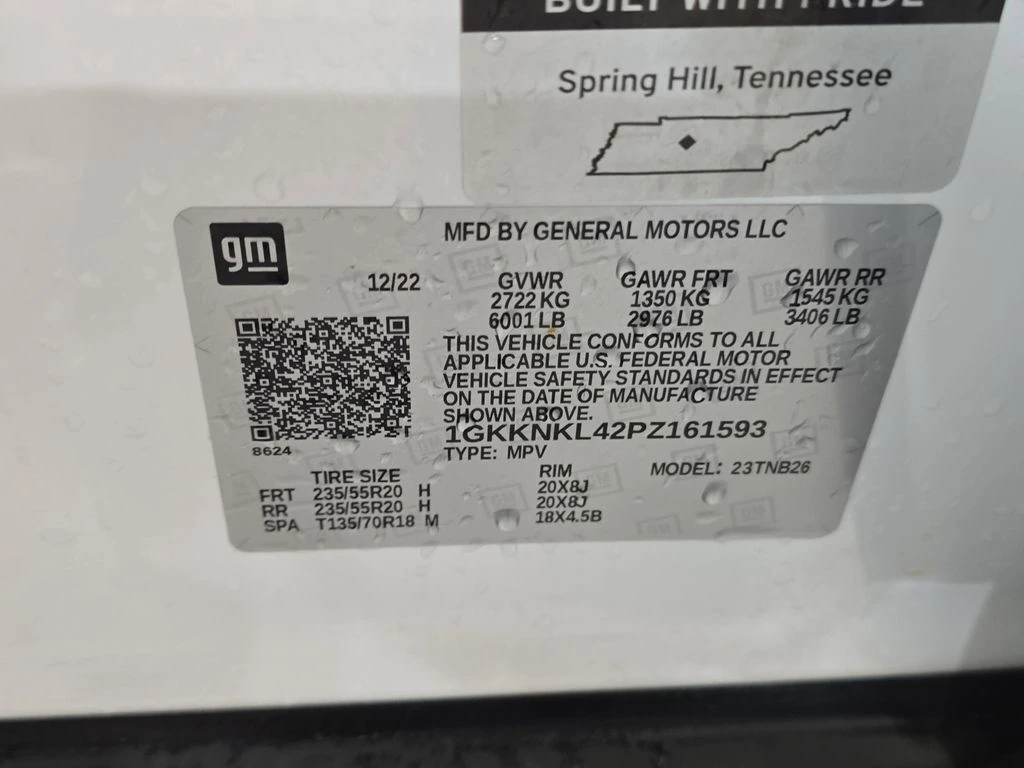 BUILT WITH PRIDE
Spring Hill, Tennessee
gm
MFD BY GENERAL MOTORS LLC
12/22 GVWR GAWR FRT GAWR RR
2722 KG 1350 KG 1545 KG
6001 LB 2976 LB 3406 LB
THIS VEHICLE CONFORMS TO ALL
APPLICABLE U.S. FEDERAL MOTOR
VEHICLE SAFETY STANDARDS IN EFFECT
ON THE DATE OF MANUFACTURE
SHOWN ABOVE.
1GKKNKL42PZ161593
8624
TYPE: MPV
MODEL: 23TNB26
TIRE SIZE RIM
FRT 235/55R20 H 20X8J
RR 235/55R20 H 20X8J
SPA T135/70R18 M 18X4.5B